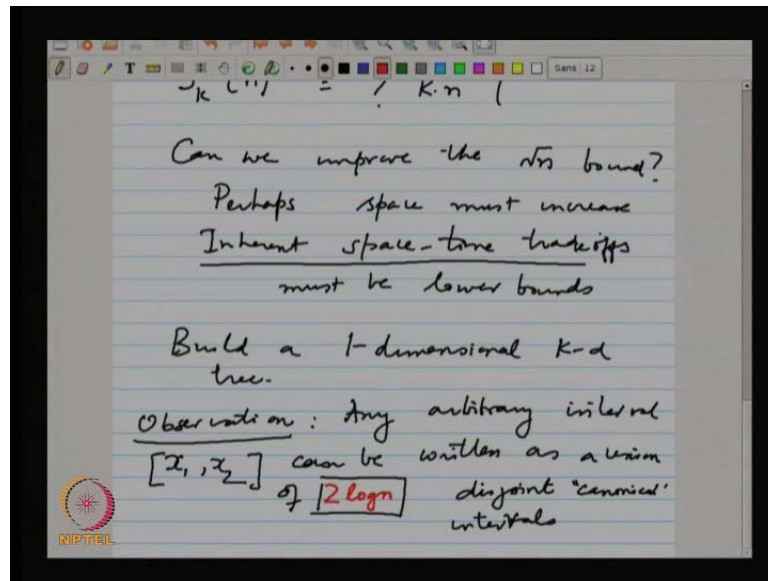 Sans 12
Can we improve the √n bound?
Perhaps space must increase
Inherent space-time tradeoffs
must be lower bounds
Build a 1-dimensional K-d
tree.
Observation: Any arbitrary interval
[x₁, x₂] can be written as a union
of 2 log n disjoint "canonical"
intervals
NPTEL